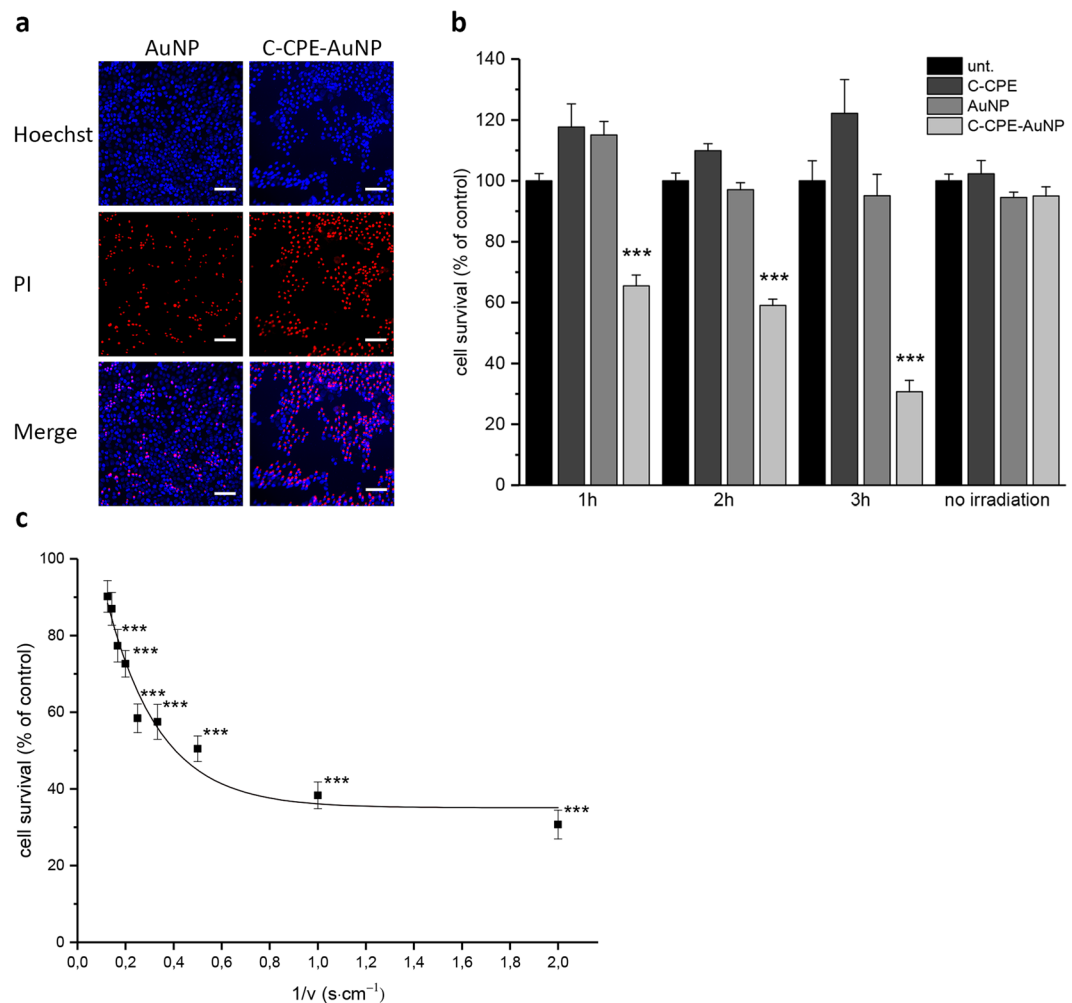 a
AuNP C-CPE-AuNP
Hoechst
PI
Merge
b
cell survival (% of control)
140
120
100
80
60
40
20
0
unt.
C-CPE
AuNP
C-CPE-AuNP
***
***
***
1h 2h 3h no irradiation
c
cell survival (% of control)
100
80
60
40
20
0
***
***
***
***
***
***
***
0,0 0,2 0,4 0,6 0,8 1,0 1,2 1,4 1,6 1,8 2,0
1/v (s·cm⁻¹)